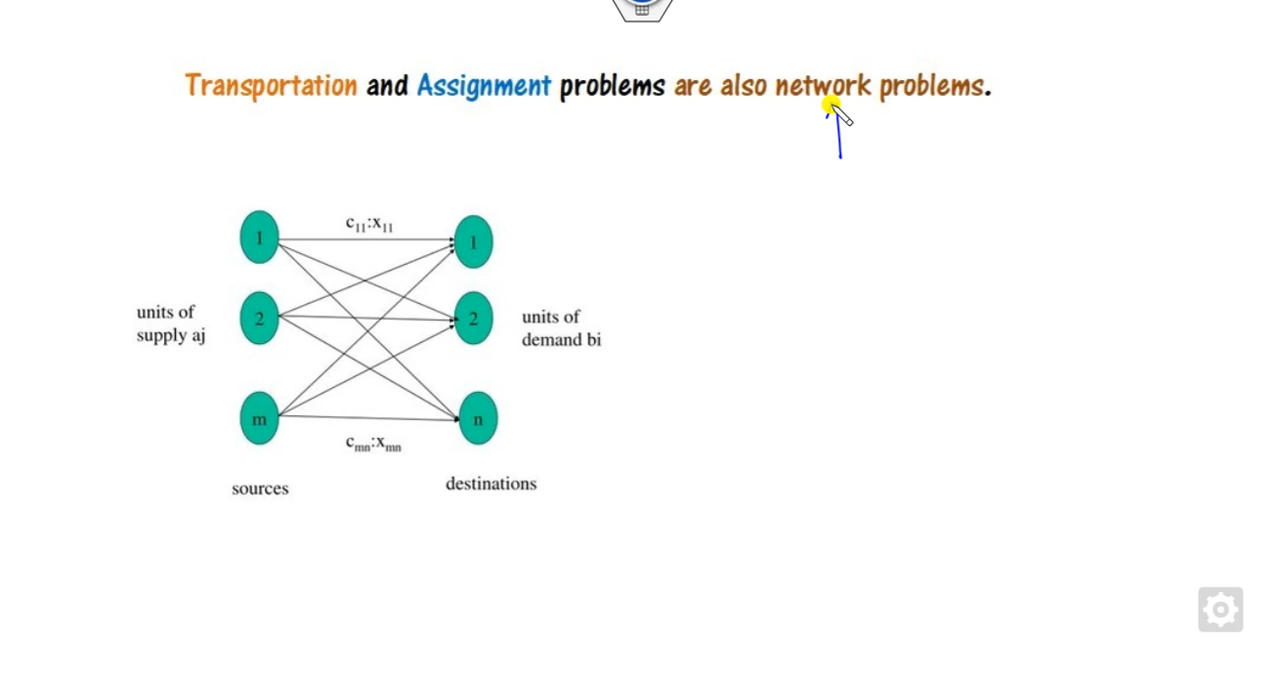 Transportation and Assignment problems are also network problems.
c11:x11
1
1
units of
supply aj
2
2
units of
demand bi
m
n
cmn:xmn
sources
destinations